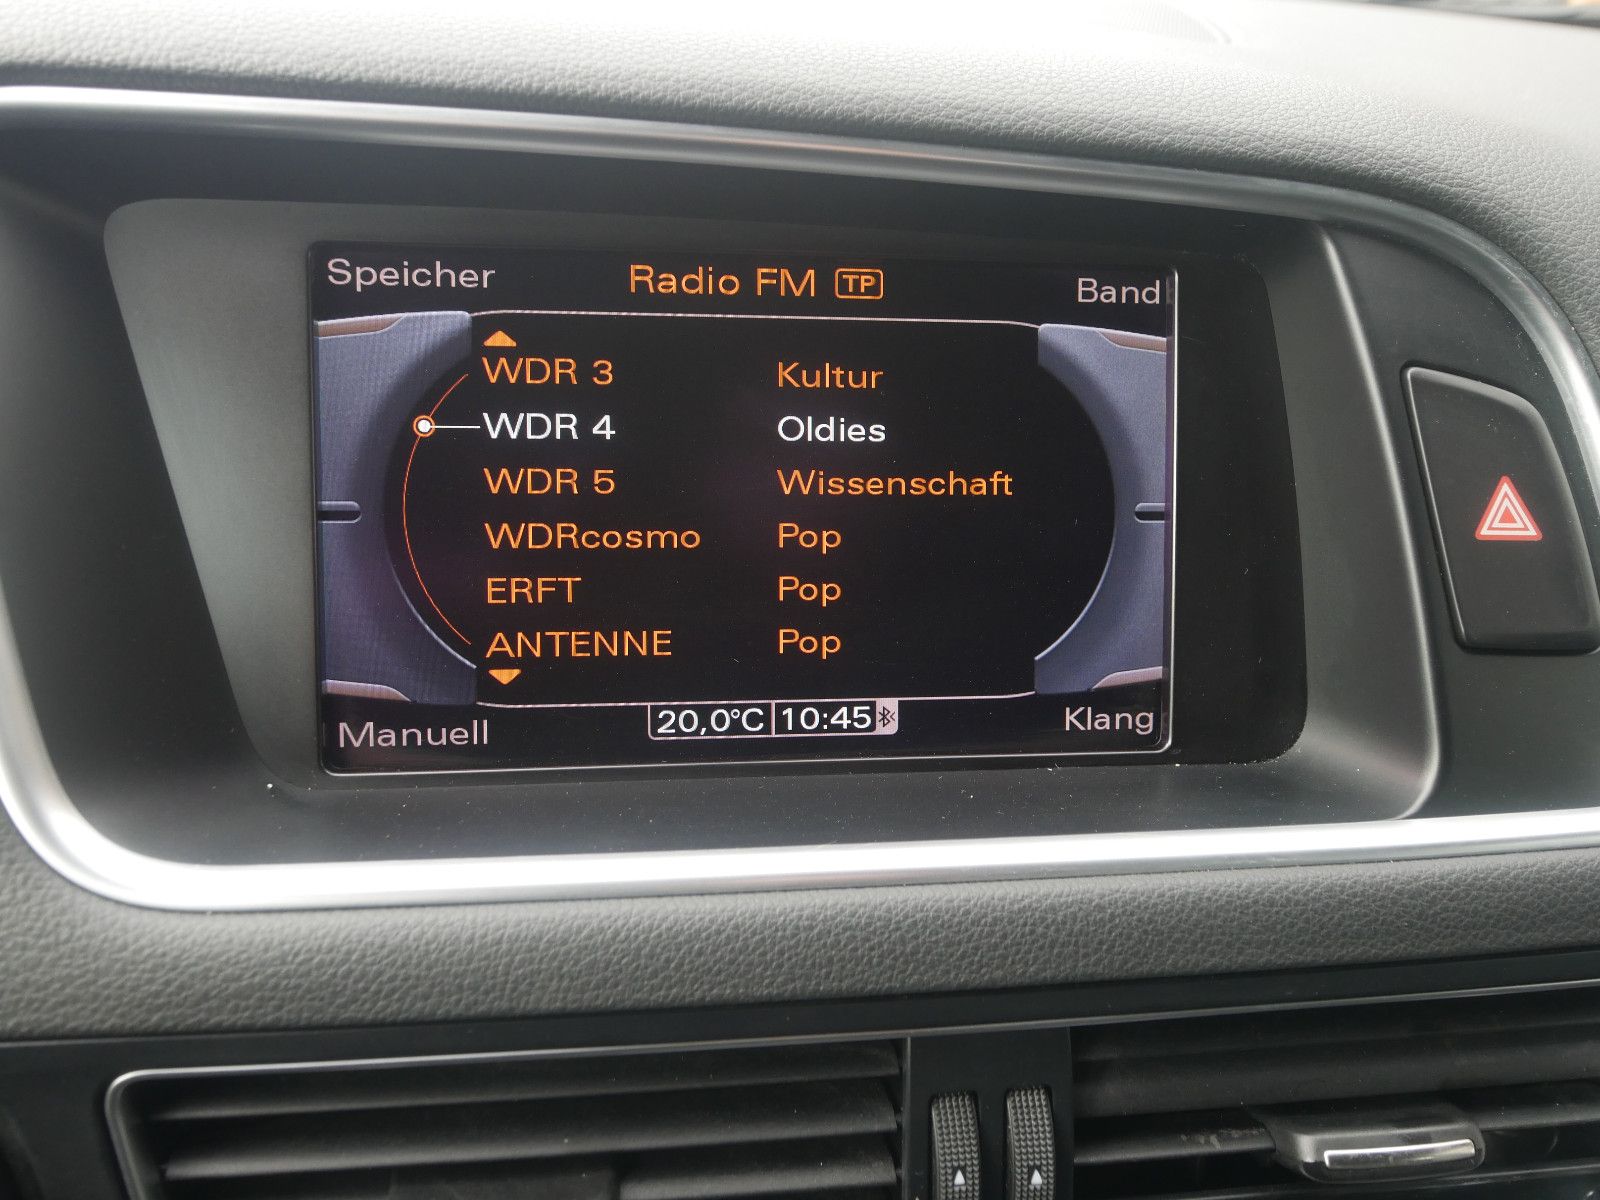 Speicher Radio FM TP Band
WDR 3 Kultur
WDR 4 Oldies
WDR 5 Wissenschaft
WDRcosmo Pop
ERFT Pop
ANTENNE Pop
Manuell 20,0°C 10:45 Klang